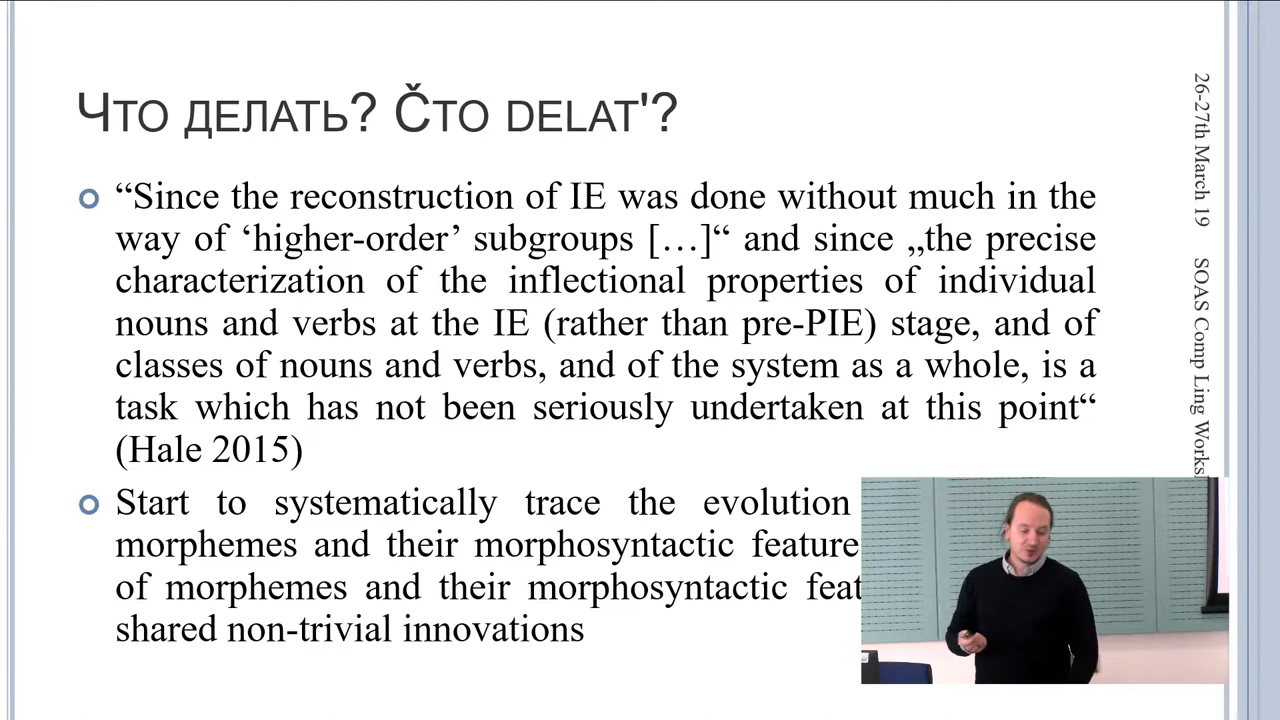 ЧТО ДЕЛАТЬ? ČTO DELAT'?
“Since the reconstruction of IE was done without much in the
way of ‘higher-order’ subgroups […]“ and since „the precise
characterization of the inflectional properties of individual
nouns and verbs at the IE (rather than pre-PIE) stage, and of
classes of nouns and verbs, and of the system as a whole, is a
task which has not been seriously undertaken at this point“
(Hale 2015)
Start to systematically trace the evolution
morphemes and their morphosyntactic feature
of morphemes and their morphosyntactic feat
shared non-trivial innovations
26-27th March 19 SOAS Comp Ling Works